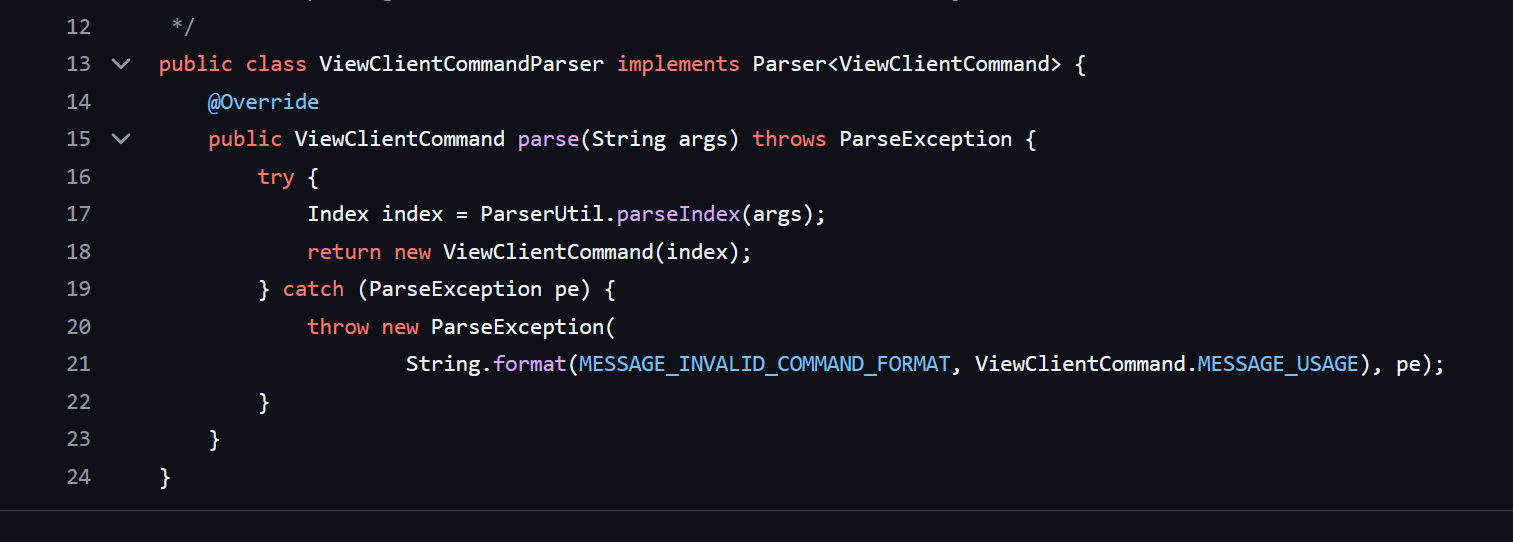 12 */
13 public class ViewClientCommandParser implements Parser<ViewClientCommand> {
14 @Override
15 public ViewClientCommand parse(String args) throws ParseException {
16 try {
17 Index index = ParserUtil.parseIndex(args);
18 return new ViewClientCommand(index);
19 } catch (ParseException pe) {
20 throw new ParseException(
21 String.format(MESSAGE_INVALID_COMMAND_FORMAT, ViewClientCommand.MESSAGE_USAGE), pe);
22 }
23 }
24 }